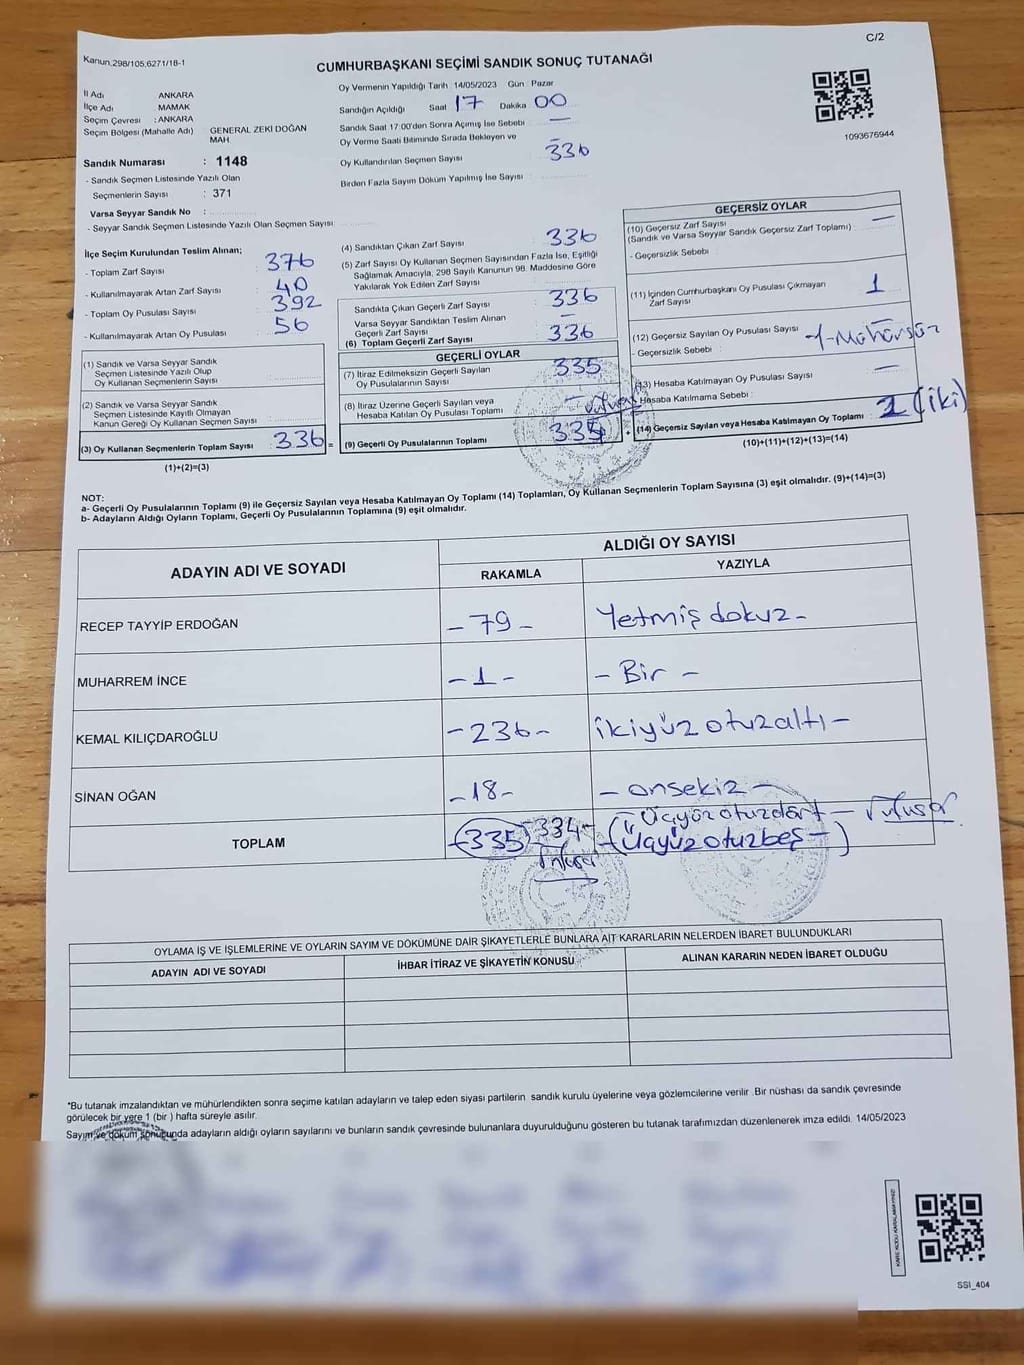 C/2
Kanun.298/105,6271/18-1
CUMHURBAŞKANI SEÇİMİ SANDIK SONUÇ TUTANAĞI
İl Adı ANKARA
İlçe Adı MAMAK
Seçim Çevresi : ANKARA
Seçim Bölgesi (Mahalle Adı) GENERAL ZEKİ DOĞAN MAH
Sandık Numarası : 1148
- Sandık Seçmen Listesinde Yazılı Olan
Seçmenlerin Sayısı : 371
Varsa Seyyar Sandık No :
- Seyyar Sandık Seçmen Listesinde Yazılı Olan Seçmen Sayısı
Oy Vermenin Yapıldığı Tarih 14/05/2023 Gün Pazar
Sandığın Açıldığı Saat 17 Dakika 00
Sandık Saat 17:00'den Sonra Açımış İse Sebebi —
Oy Verme Saati Bitiminde Sırada Bekleyen ve
Oy Kullandırılan Seçmen Sayısı 336
Birden Fazla Sayım Döküm Yapılmış İse Sayısı
1093676944
İlçe Seçim Kurulundan Teslim Alınan;
- Toplam Zarf Sayısı : 376
- Kullanılmayarak Artan Zarf Sayısı : 40
- Toplam Oy Pusulası Sayısı : 392
- Kullanılmayarak Artan Oy Pusulası : 56
(1) Sandık ve Varsa Seyyar Sandık
Seçmen Listesinde Yazılı Olup
Oy Kullanan Seçmenlerin Sayısı
(2) Sandık ve Varsa Seyyar Sandık
Seçmen Listesinde Kayıtlı Olmayan
Kanun Gereği Oy Kullanan Seçmen Sayısı
(3) Oy Kullanan Seçmenlerin Toplam Sayısı 336 =
(1)+(2)=(3)
(4) Sandıktan Çıkan Zarf Sayısı 336
(5) Zarf Sayısı Oy Kullanan Seçmen Sayısından Fazla İse, Eşitliği
Sağlamak Amacıyla, 298 Sayılı Kanunun 98. Maddesine Göre
Yakılarak Yok Edilen Zarf Sayısı
Sandıkta Çıkan Geçerli Zarf Sayısı 336
Varsa Seyyar Sandıktan Teslim Alınan
Geçerli Zarf Sayısı —
(6) Toplam Geçerli Zarf Sayısı 336
GEÇERLİ OYLAR
(7) İtiraz Edilmeksizin Geçerli Sayılan
Oy Pusulalarının Sayısı 335
(8) İtiraz Üzerine Geçerli Sayılan veya
Hesaba Katılan Oy Pusulası Toplamı —
(9) Geçerli Oy Pusulalarının Toplamı 334 +
GEÇERSİZ OYLAR
(10) Geçersiz Zarf Sayısı —
(Sandık ve Varsa Seyyar Sandık Geçersiz Zarf Toplamı) :
- Geçersizlik Sebebi
(11) İçinden Cumhurbaşkanı Oy Pusulası Çıkmayan
Zarf Sayısı 1
(12) Geçersiz Sayılan Oy Pusulası Sayısı 1-Mühürsüz
- Geçersizlik Sebebi :
(13) Hesaba Katılmayan Oy Pusulası Sayısı —
Hesaba Katılmama Sebebi :
(14) Geçersiz Sayılan veya Hesaba Katılmayan Oy Toplamı : 2 (iki)
(10)+(11)+(12)+(13)=(14)
NOT:
a- Geçerli Oy Pusulalarının Toplamı (9) ile Geçersiz Sayılan veya Hesaba Katılmayan Oy Toplamı (14) Toplamları, Oy Kullanan Seçmenlerin Toplam Sayısına (3) eşit olmalıdır. (9)+(14)=(3)
b- Adayların Aldığı Oyların Toplamı, Geçerli Oy Pusulalarının Toplamına (9) eşit olmalıdır.
ADAYIN ADI VE SOYADI ALDIĞI OY SAYISI
RAKAMLA YAZIYLA
RECEP TAYYİP ERDOĞAN -79- Yetmiş dokuz-
MUHARREM İNCE -1- -Bir-
KEMAL KILIÇDAROĞLU -236- ikiyüz otuzaltı-
SİNAN OĞAN -18- -onsekiz-
Üçyüzotuzdört-
TOPLAM -335- 334- (Üçyüzotuzbeş-)
OYLAMA İŞ VE İŞLEMLERİNE VE OYLARIN SAYIM VE DÖKÜMÜNE DAİR ŞİKAYETLERLE BUNLARA AİT KARARLARIN NELERDEN İBARET BULUNDUKLARI
ADAYIN ADI VE SOYADI İHBAR İTİRAZ VE ŞİKAYETİN KONUSU ALINAN KARARIN NEDEN İBARET OLDUĞU
*Bu tutanak imzalandıktan ve mühürlendikten sonra seçime katılan adayların ve talep eden siyasi partilerin sandık kurulu üyelerine veya gözlemcilerine verilir. Bir nüshası da sandık çevresinde
görülecek bir yere 1 (bir ) hafta süreyle asılır.
Sayım ve döküm sonucunda adayların aldığı oyların sayılarını ve bunların sandık çevresinde bulunanlara duyurulduğunu gösteren bu tutanak tarafımızdan düzenlenerek imza edildi. 14/05/2023
KARE KODU KARALAMAYINIZ!
SSI_404